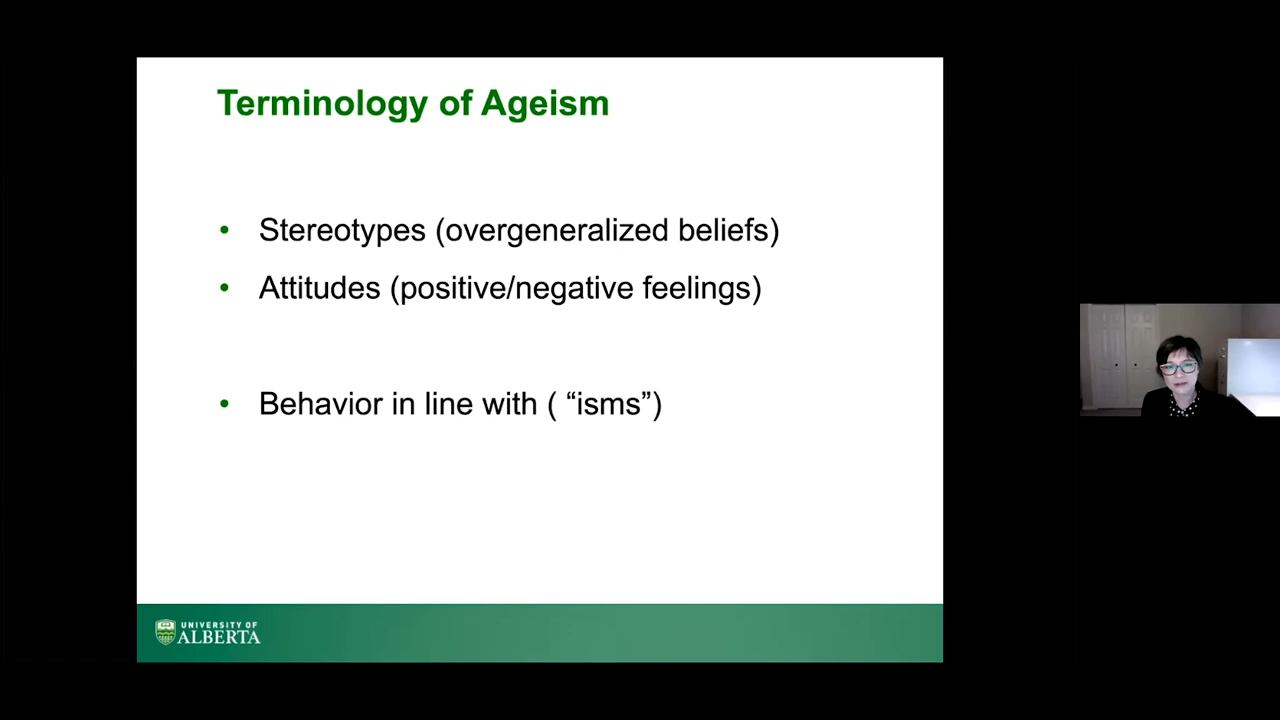 Terminology of Ageism
• Stereotypes (overgeneralized beliefs)
• Attitudes (positive/negative feelings)
• Behavior in line with ( “isms”)
UNIVERSITY OF
ALBERTA